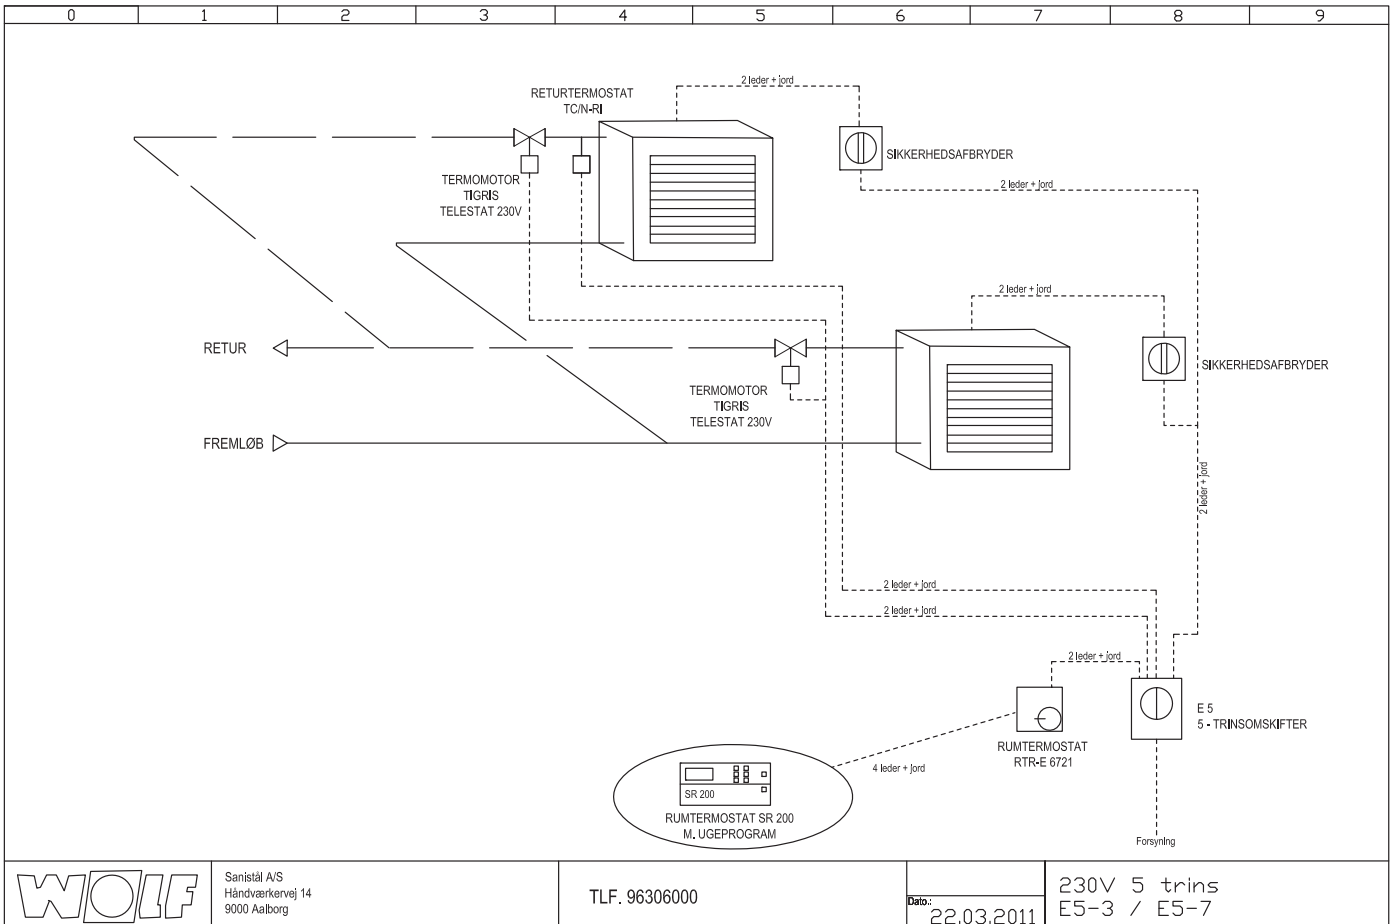 0 1 2 3 4 5 6 7 8 9
2 leder + jord
RETURTERMOSTAT
TC/N-RI
SIKKERHEDSAFBRYDER
TERMOMOTOR
TIGRIS
TELESTAT 230V
2 leder + jord
2 leder + jord
RETUR
SIKKERHEDSAFBRYDER
TERMOMOTOR
TIGRIS
TELESTAT 230V
FREMLØB
2 leder + jord
2 leder + jord
2 leder + jord
2 leder + jord
E 5
5 - TRINSOMSKIFTER
RUMTERMOSTAT
RTR-E 6721
4 leder + jord
SR 200
RUMTERMOSTAT SR 200
M. UGEPROGRAM
Forsyning
WOLF
Sanistål A/S
Håndværkervej 14
9000 Aalborg
TLF. 96306000
Dato.:
22.03.2011
230V 5 trins
E5-3 / E5-7